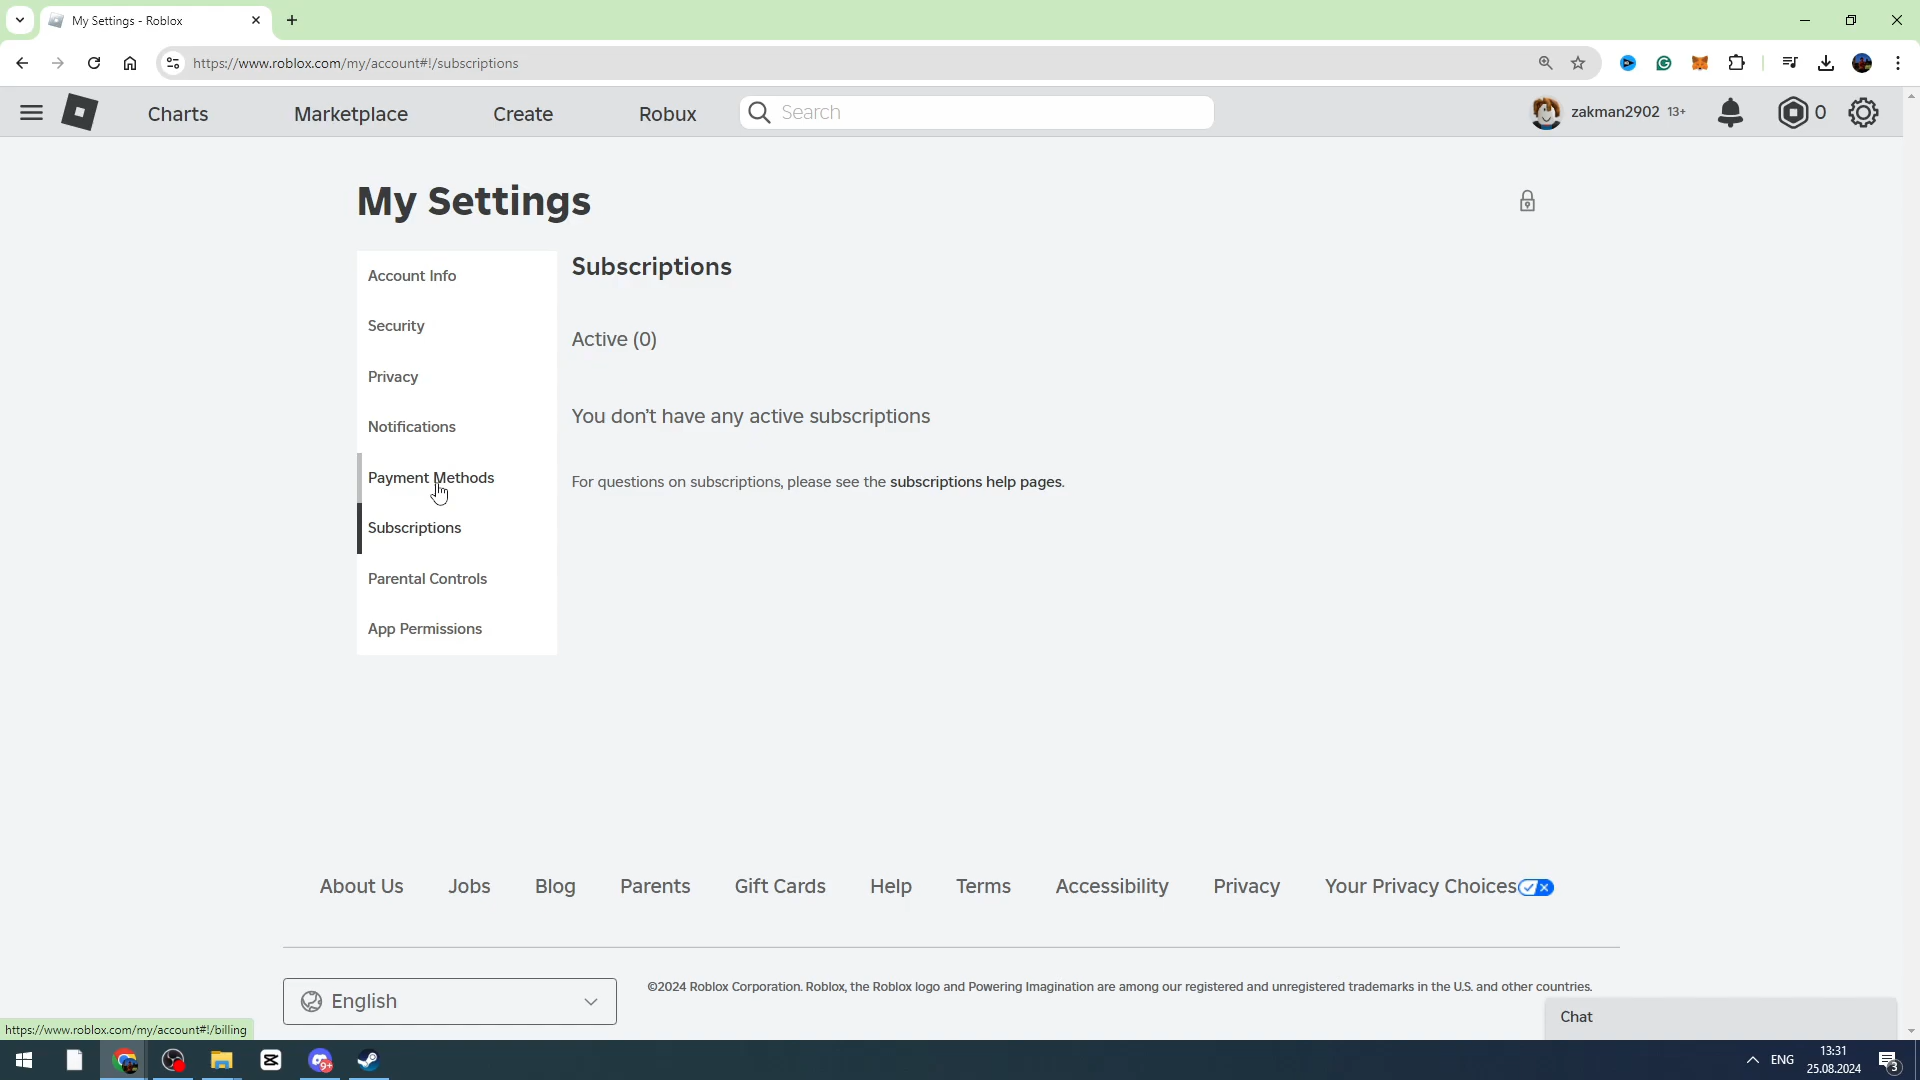 My Settings - Roblox
https://www.roblox.com/my/account#!/subscriptions
Charts
Marketplace
Create
Robux
Search
zakman2902 13+
0
My Settings
Account Info
Security
Privacy
Notifications
Payment Methods
Subscriptions
Parental Controls
App Permissions
Subscriptions
Active (0)
You don't have any active subscriptions
For questions on subscriptions, please see the subscriptions help pages.
About Us
Jobs
Blog
Parents
Gift Cards
Help
Terms
Accessibility
Privacy
Your Privacy Choices
English
©2024 Roblox Corporation. Roblox, the Roblox logo and Powering Imagination are among our registered and unregistered trademarks in the U.S. and other countries.
Chat
https://www.roblox.com/my/account#!/billing
9+
ENG
13:31
25.08.2024
3